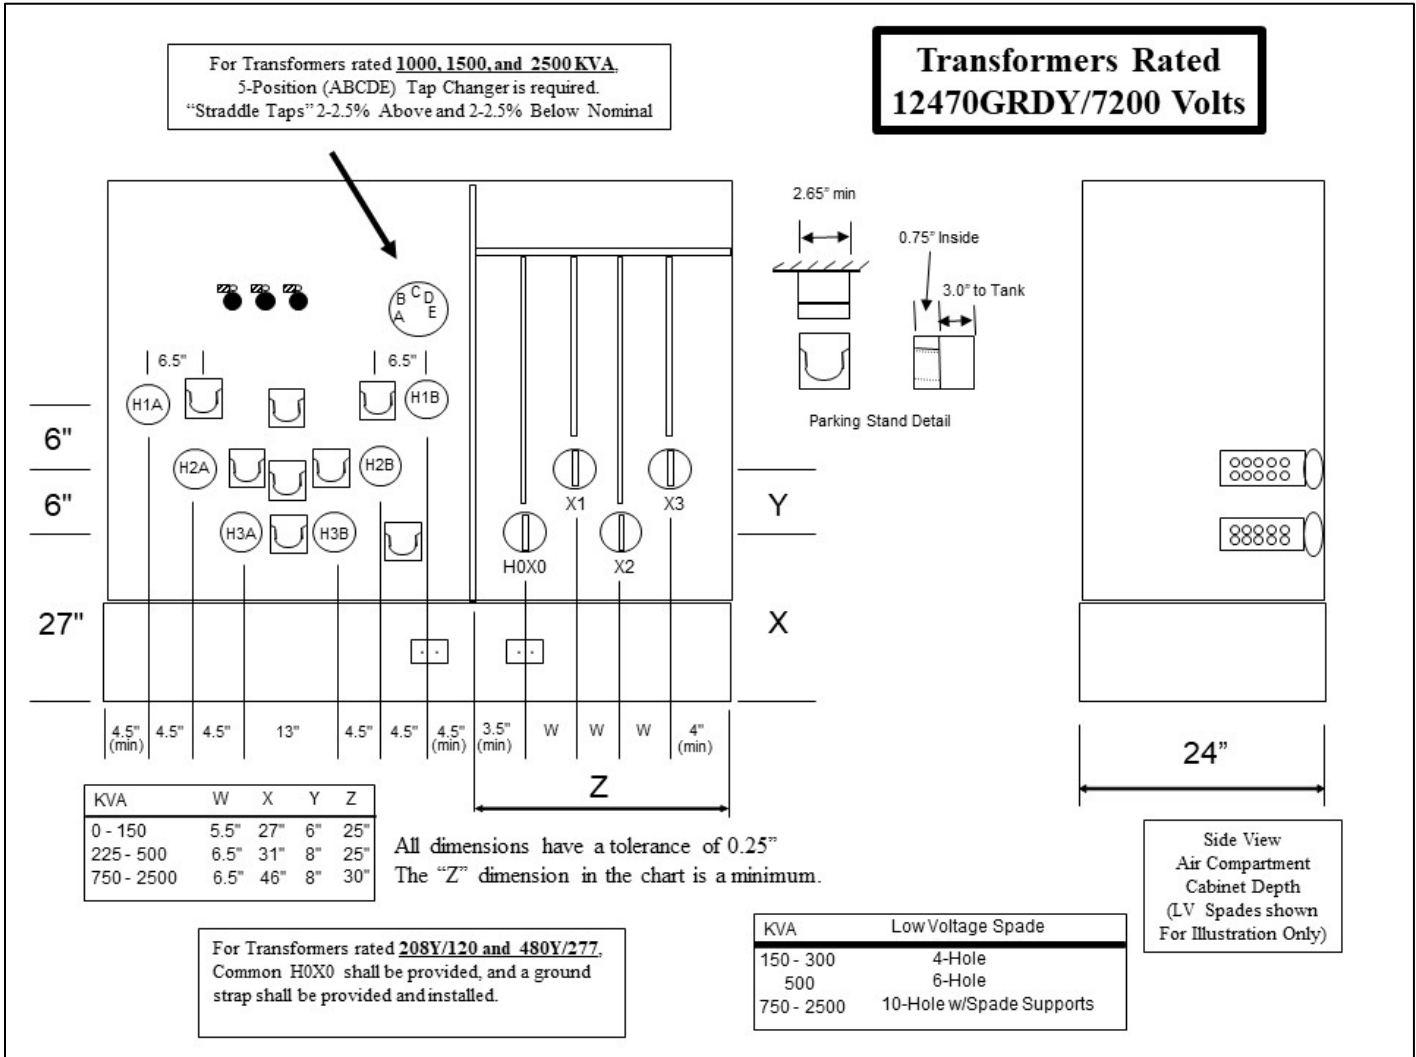 For Transformers rated 1000, 1500, and 2500 KVA,
5-Position (ABCDE) Tap Changer is required.
“Straddle Taps” 2-2.5% Above and 2-2.5% Below Nominal
Transformers Rated
12470GRDY/7200 Volts
2.65” min
0.75” Inside
3.0” to Tank
Parking Stand Detail
A B C D E
6.5"
6.5"
H1A
H1B
H2A
H2B
H3A
H3B
6"
6"
27"
X1
X3
H0X0
X2
Y
X
4.5"
(min)
4.5"
4.5"
13"
4.5"
4.5"
4.5"
(min)
3.5"
(min)
W
W
W
4"
(min)
Z
24”
KVA W X Y Z
0 - 150 5.5" 27" 6" 25"
225 - 500 6.5" 31" 8" 25"
750 - 2500 6.5" 46" 8" 30"
All dimensions have a tolerance of 0.25”
The “Z” dimension in the chart is a minimum.
Side View
Air Compartment
Cabinet Depth
(LV Spades shown
For Illustration Only)
For Transformers rated 208Y/120 and 480Y/277,
Common H0X0 shall be provided, and a ground
strap shall be provided and installed.
KVA Low Voltage Spade
150 - 300 4-Hole
500 6-Hole
750 - 2500 10-Hole w/Spade Supports